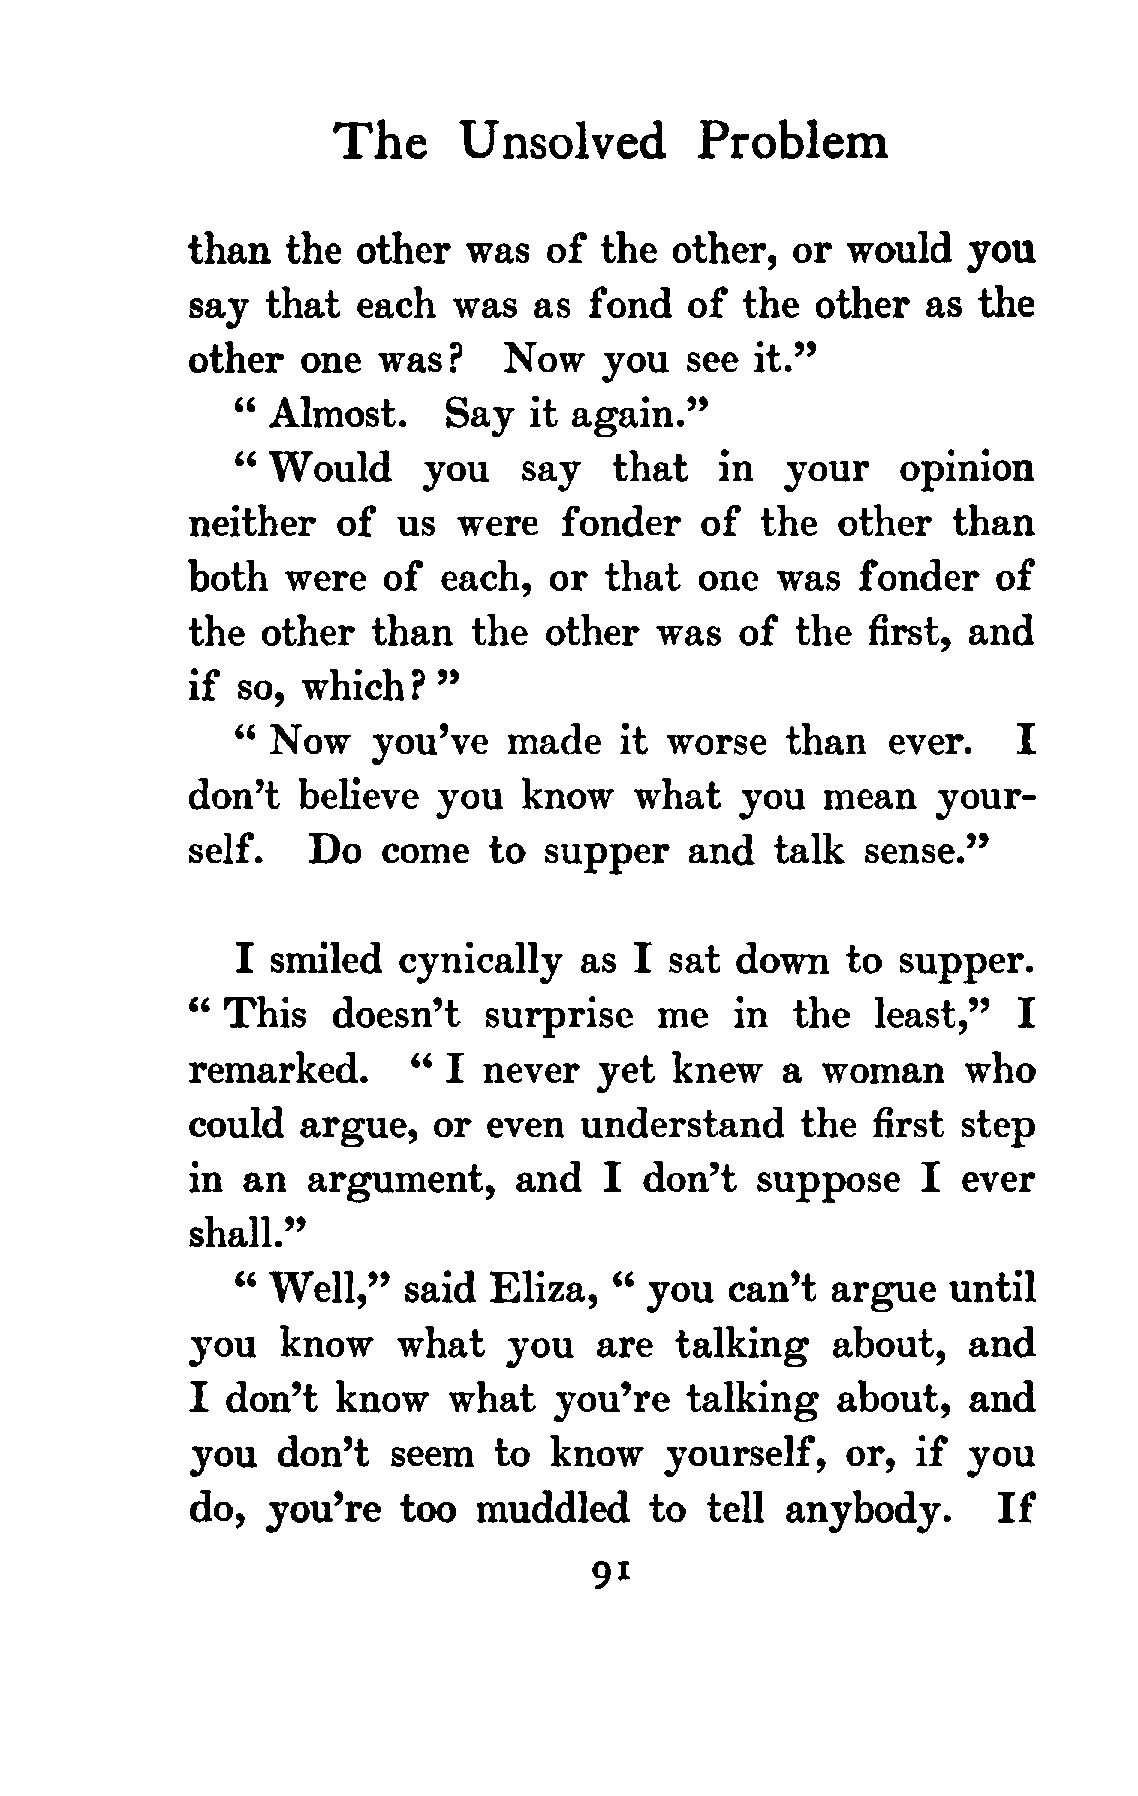 The Unsolved Problem
than the other was of the other, or would you
say that each was as fond of the other as the
other one was? Now you see it.”
“ Almost. Say it again.”
“ Would you say that in your opinion
neither of us were fonder of the other than
both were of each, or that one was fonder of
the other than the other was of the first, and
if so, which? ”
“ Now you’ve made it worse than ever. I
don’t believe you know what you mean your-
self. Do come to supper and talk sense.”
I smiled cynically as I sat down to supper.
“ This doesn’t surprise me in the least,” I
remarked. “ I never yet knew a woman who
could argue, or even understand the first step
in an argument, and I don’t suppose I ever
shall.”
“ Well,” said Eliza, “ you can’t argue until
you know what you are talking about, and
I don’t know what you’re talking about, and
you don’t seem to know yourself, or, if you
do, you’re too muddled to tell anybody. If
91